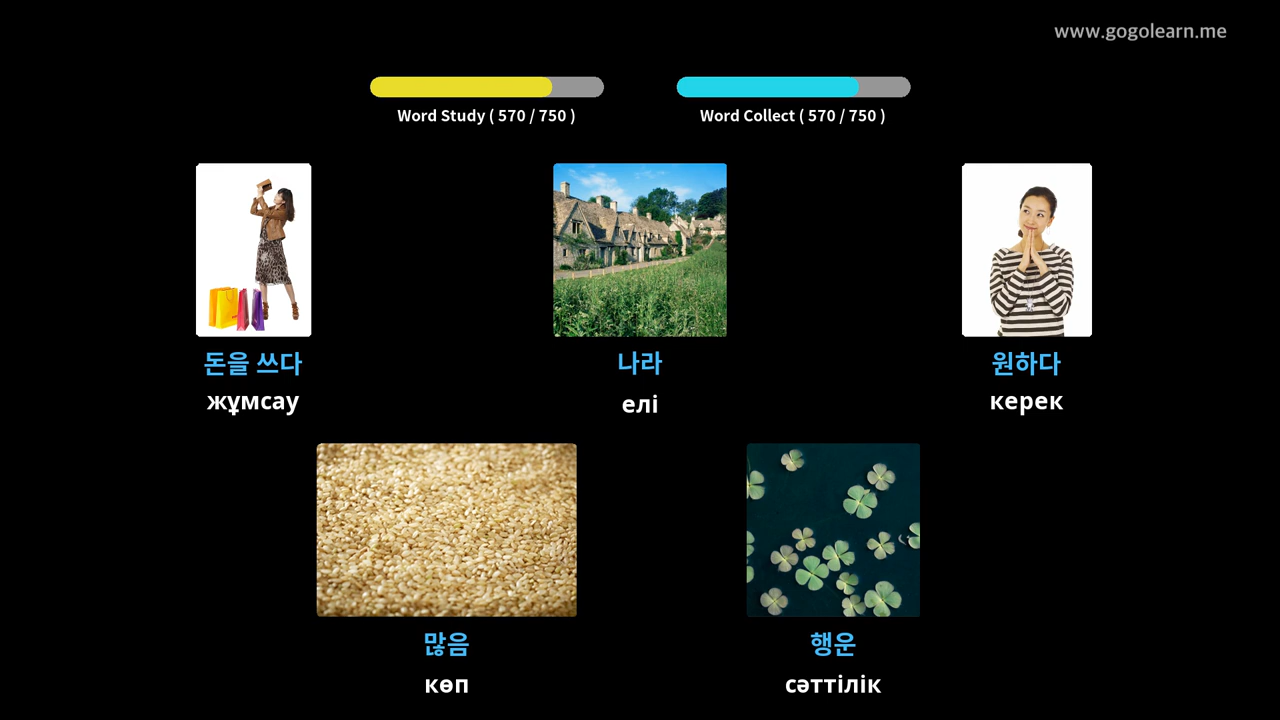 www.gogolearn.me
Word Study ( 570 / 750 )
Word Collect ( 570 / 750 )
돈을 쓰다
жұмсау
나라
елі
원하다
керек
많음
көп
행운
сәттілік